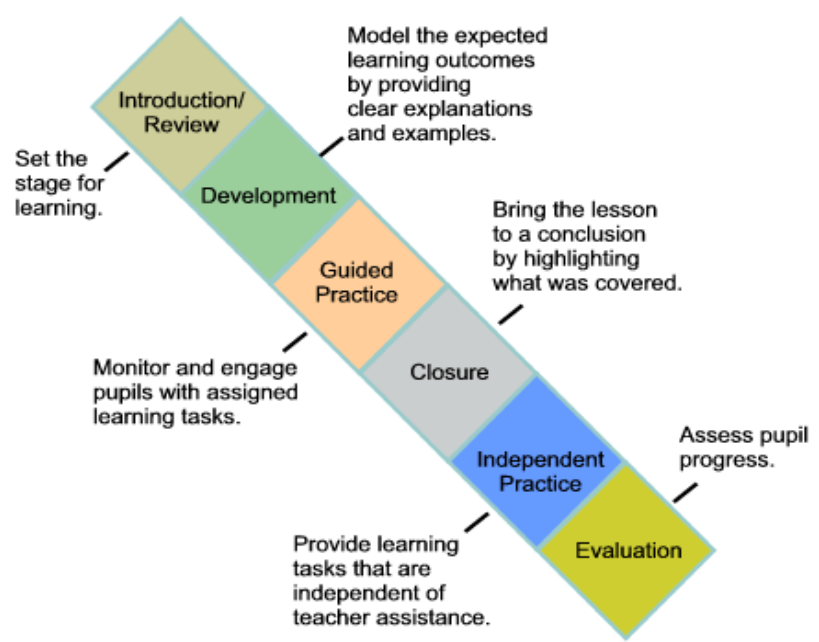 Introduction/
Review
Set the
stage for
learning.
Model the expected
learning outcomes
by providing
clear explanations
and examples.
Development
Guided
Practice
Monitor and engage
pupils with assigned
learning tasks.
Bring the lesson
to a conclusion
by highlighting
what was covered.
Closure
Independent
Practice
Provide learning
tasks that are
independent of
teacher assistance.
Assess pupil
progress.
Evaluation